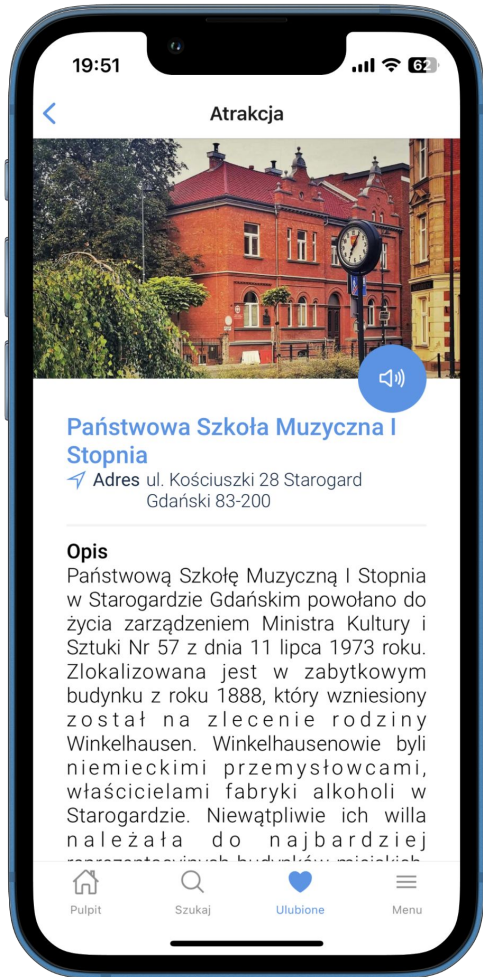 19:51
62
Atrakcja
Państwowa Szkoła Muzyczna I
Stopnia
Adres ul. Kościuszki 28 Starogard
Gdański 83-200
Opis
Państwową Szkołę Muzyczną I Stopnia
w Starogardzie Gdańskim powołano do
życia zarządzeniem Ministra Kultury i
Sztuki Nr 57 z dnia 11 lipca 1973 roku.
Zlokalizowana jest w zabytkowym
budynku z roku 1888, który wzniesiony
został na zlecenie rodziny
Winkelhausen. Winkelhausenowie byli
niemieckimi przemysłowcami,
właścicielami fabryki alkoholi w
Starogardzie. Niewątpliwie ich willa
należała do najbardziej
reprezentacyjnych budynków miejskich.
Pulpit
Szukaj
Ulubione
Menu